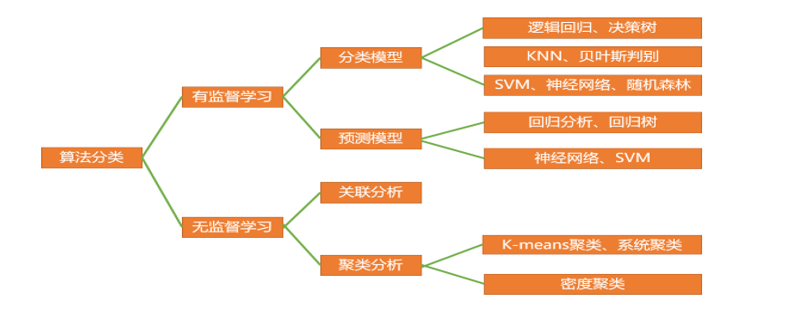 算法分类
有监督学习
分类模型
逻辑回归、决策树
KNN、贝叶斯判别
SVM、神经网络、随机森林
预测模型
回归分析、回归树
神经网络、SVM
无监督学习
关联分析
聚类分析
K-means聚类、系统聚类
密度聚类